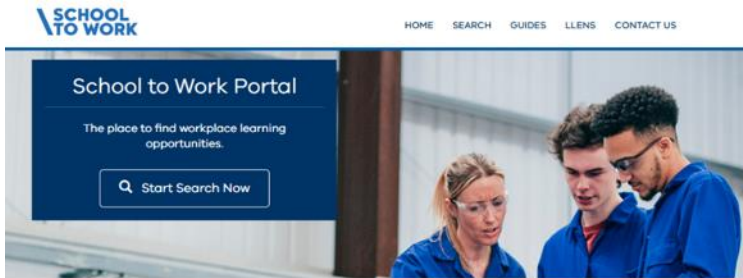 SCHOOL
TO WORK
HOME SEARCH GUIDES LLENS CONTACT US
School to Work Portal
The place to find workplace learning
opportunities.
Start Search Now